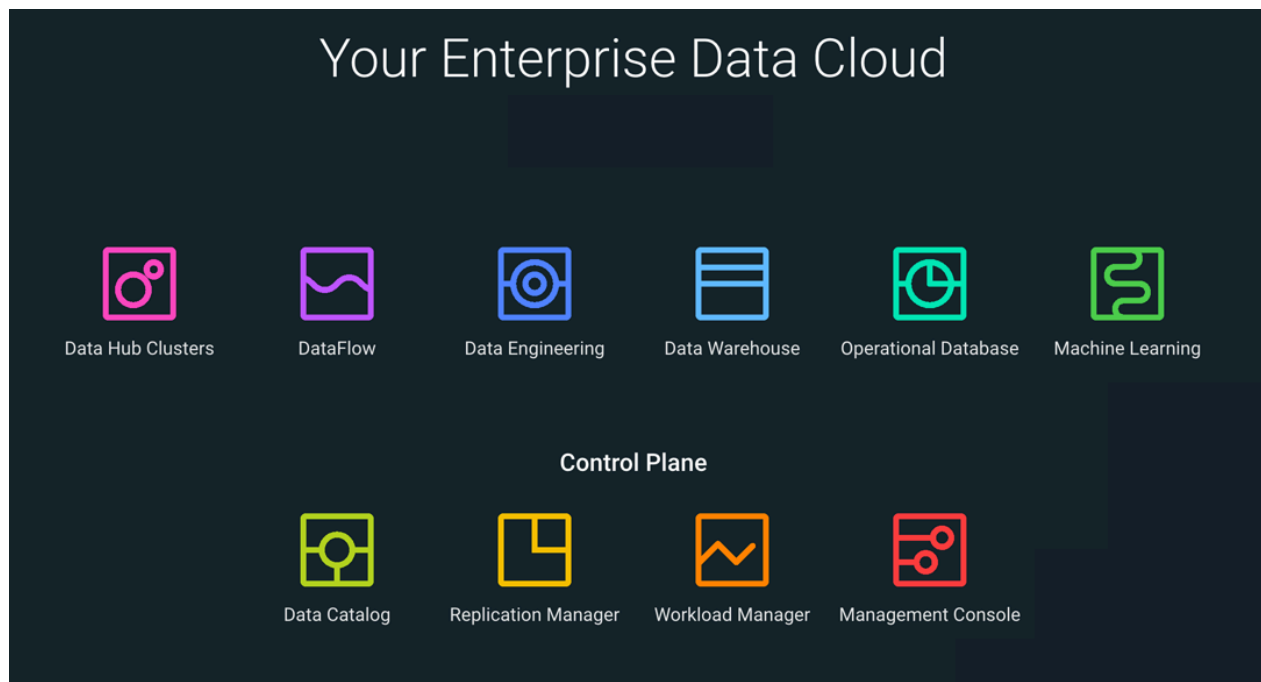 Your Enterprise Data Cloud
Data Hub Clusters
DataFlow
Data Engineering
Data Warehouse
Operational Database
Machine Learning
Control Plane
Data Catalog
Replication Manager
Workload Manager
Management Console